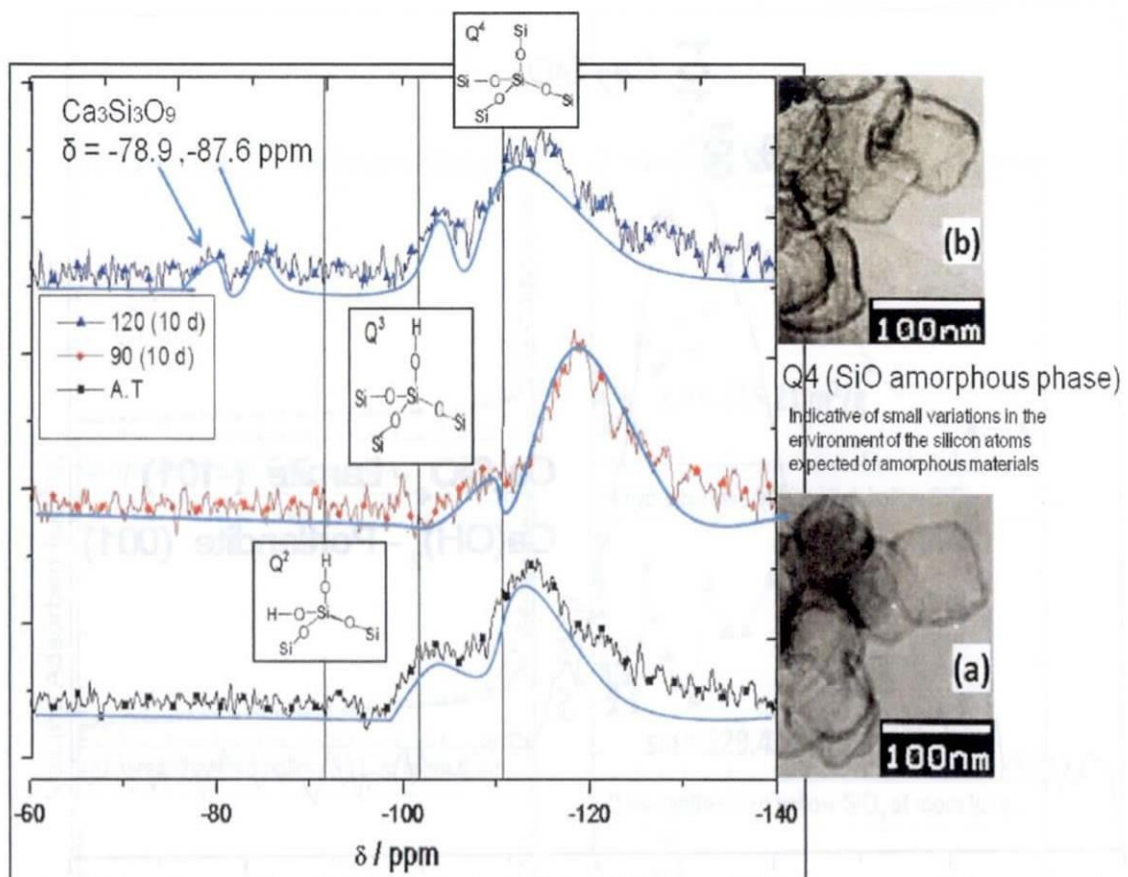 Q⁴
Si
O
Si—O—Si—O
O Si
Si
Ca₃Si₃O₉
δ = -78.9 ,-87.6 ppm
(b)
100nm
120 (10 d)
90 (10 d)
A.T
Q³
H
O
Si—O—Si—O
O Si
Si
Q4 (SiO amorphous phase)
Indicative of small variations in the
environment of the silicon atoms
expected of amorphous materials
Q²
H
O
H—O—Si
O O
Si Si
(a)
100nm
-60 -80 -100 -120 -140
δ / ppm